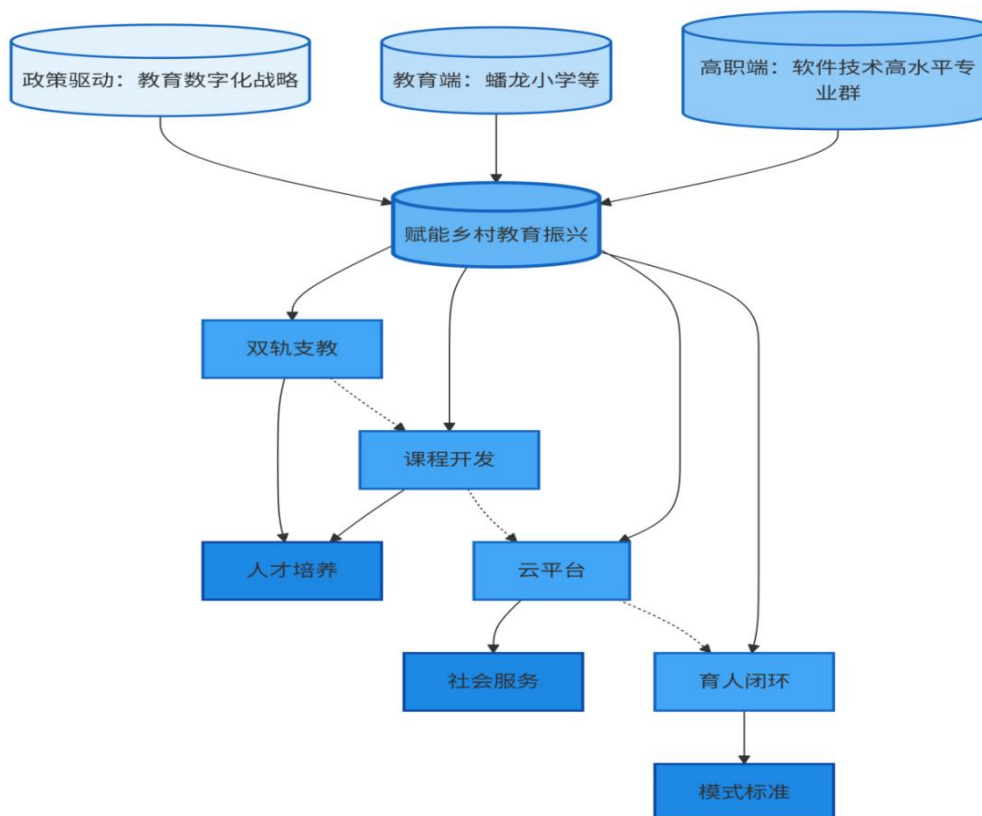 政策驱动：教育数字化战略
教育端：蟠龙小学等
高职端：软件技术高水平专
业群
赋能乡村教育振兴
双轨支教
课程开发
人才培养
云平台
社会服务
育人闭环
模式标准